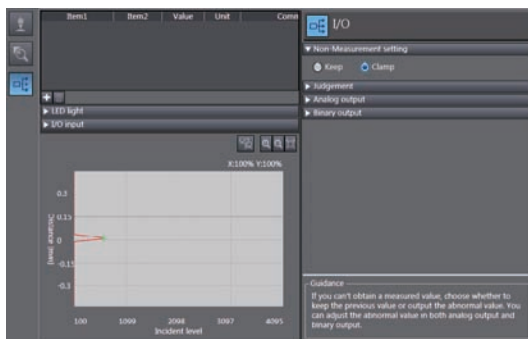 Item1 Item2 Value Unit Comm
LED light
I/O input
X:100% Y:100%
Distance [mm]
0.3
0.15
0
-0.15
-0.3
100 1099 2098 3097 4095
Incident level
I/O
Non-Measurement setting
Keep Clamp
Judgement
Analog output
Binary output
Guidance
If you can't obtain a measured value, choose whether to
keep the previous value or output the abnormal value. You
can adjust the abnormal value in both analog output and
binary output.